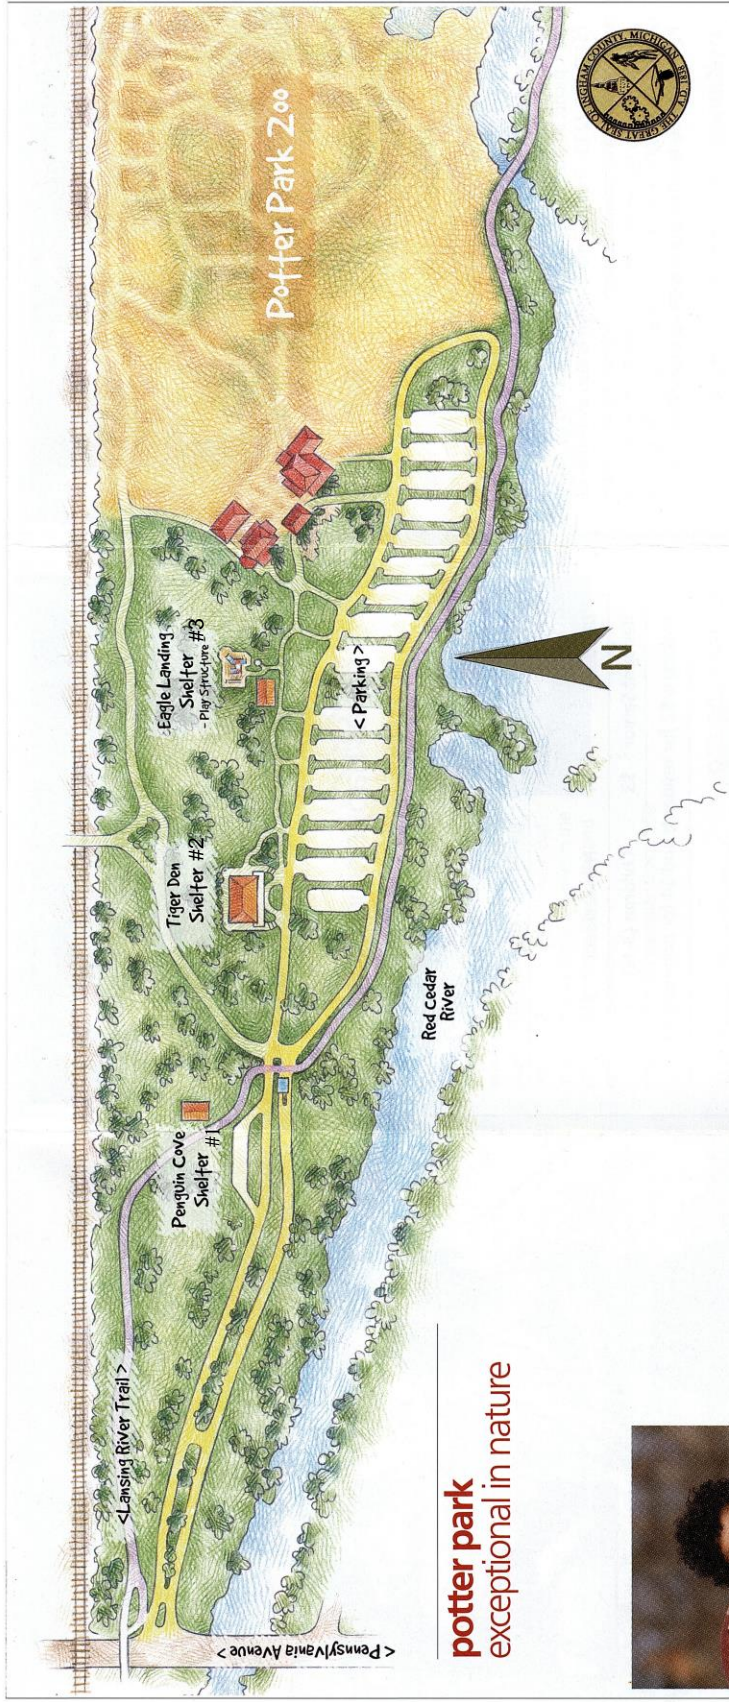 Potter Park Zoo
THE GREAT SEAL OF INGHAM COUNTY, MICHIGAN A.D. 1838
Eagle Landing
Shelter #3
- Play Structure
Tiger Den
Shelter #2
Penguin Cove
Shelter #1
<Lansing River Trail>
< Parking >
N
Red Cedar
River
< Pennsylvania Avenue >
potter park
exceptional in nature